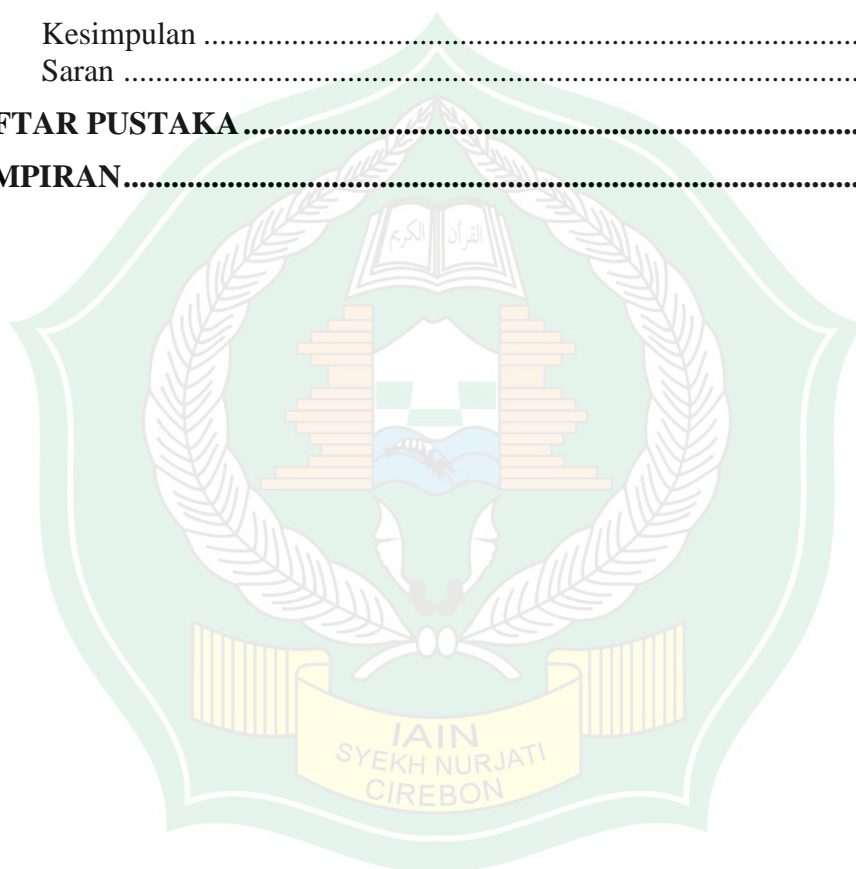 Kesimpulan ..................................................................................
Saran ............................................................................................
FTAR PUSTAKA............................................................................
MPIRAN...........................................................................................
القرآن الكريم
IAIN
SYEKH NURJATI
CIREBON